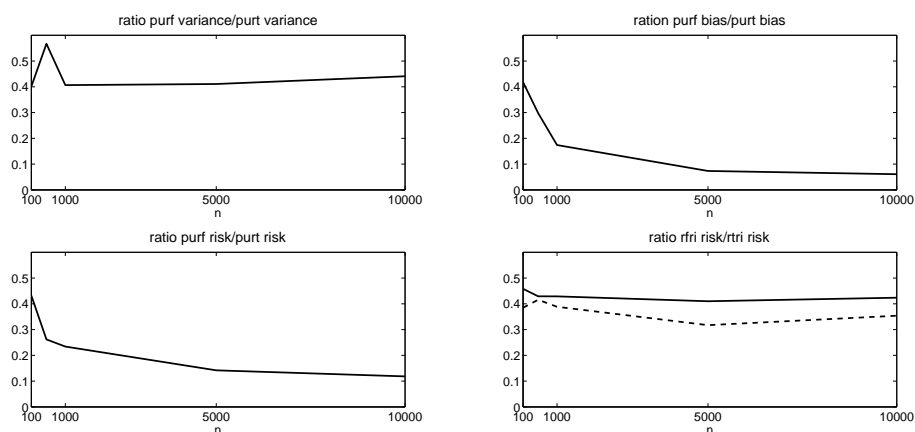 ratio purf variance/purt variance
0.5
0.4
0.3
0.2
0.1
0
100 1000 5000 10000
n
ration purf bias/purt bias
0.5
0.4
0.3
0.2
0.1
0
100 1000 5000 10000
n
ratio purf risk/purt risk
0.5
0.4
0.3
0.2
0.1
0
100 1000 5000 10000
n
ratio rfri risk/rtri risk
0.5
0.4
0.3
0.2
0.1
0
100 1000 5000 10000
n